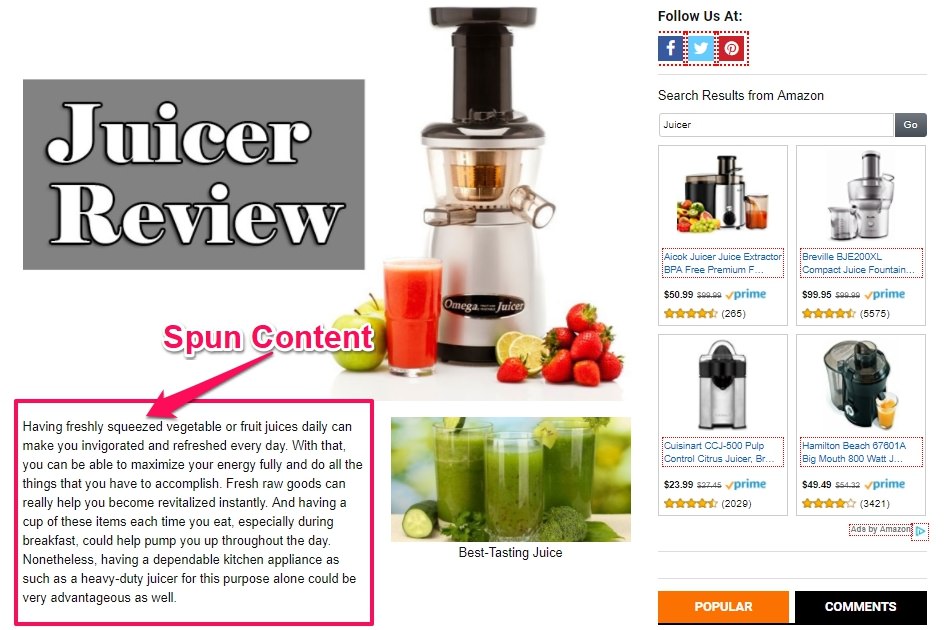 Juicer
Review
Omega Juicer
Spun Content
Having freshly squeezed vegetable or fruit juices daily can
make you invigorated and refreshed every day. With that,
you can be able to maximize your energy fully and do all the
things that you have to accomplish. Fresh raw goods can
really help you become revitalized instantly. And having a
cup of these items each time you eat, especially during
breakfast, could help pump you up throughout the day.
Nonetheless, having a dependable kitchen appliance as
such as a heavy-duty juicer for this purpose alone could be
very advantageous as well.
Best-Tasting Juice
Follow Us At:
Search Results from Amazon
Juicer Go
Aicok Juicer Juice Extractor
BPA Free Premium F...
$50.99 $99.99 prime
(265)
Breville BJE200XL
Compact Juice Fountain...
$99.95 $99.99 prime
(5575)
Cuisinart CCJ-500 Pulp
Control Citrus Juicer, Br...
$23.99 $37.45 prime
(2029)
Hamilton Beach 67601A
Big Mouth 800 Watt J...
$49.49 $54.32 prime
(3421)
Ads by Amazon
POPULAR COMMENTS